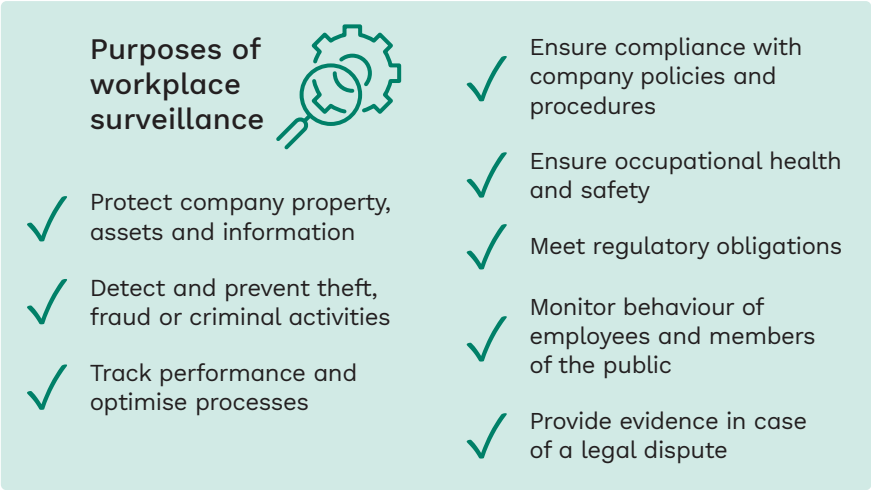 Purposes of
workplace
surveillance
Protect company property,
assets and information
Detect and prevent theft,
fraud or criminal activities
Track performance and
optimise processes
Ensure compliance with
company policies and
procedures
Ensure occupational health
and safety
Meet regulatory obligations
Monitor behaviour of
employees and members
of the public
Provide evidence in case
of a legal dispute